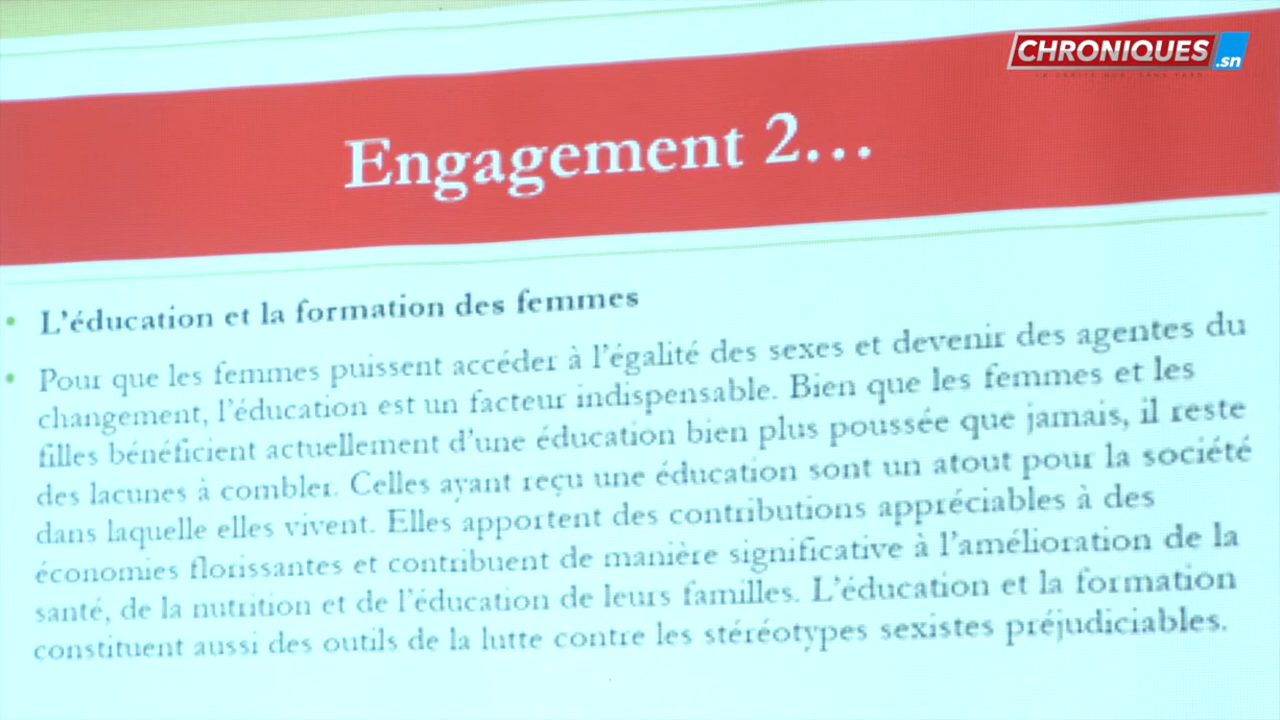 CHRONIQUES.sn
Engagement 2...
• L'éducation et la formation des femmes
• Pour que les femmes puissent accéder à l'égalité des sexes et devenir des agentes du
changement, l'éducation est un facteur indispensable. Bien que les femmes et les
filles bénéficient actuellement d'une éducation bien plus poussée que jamais, il reste
des lacunes à combler. Celles ayant reçu une éducation sont un atout pour la société
dans laquelle elles vivent. Elles apportent des contributions appréciables à des
économies florissantes et contribuent de manière significative à l'amélioration de la
santé, de la nutrition et de l'éducation de leurs familles. L'éducation et la formation
constituent aussi des outils de la lutte contre les stéréotypes sexistes préjudiciables.